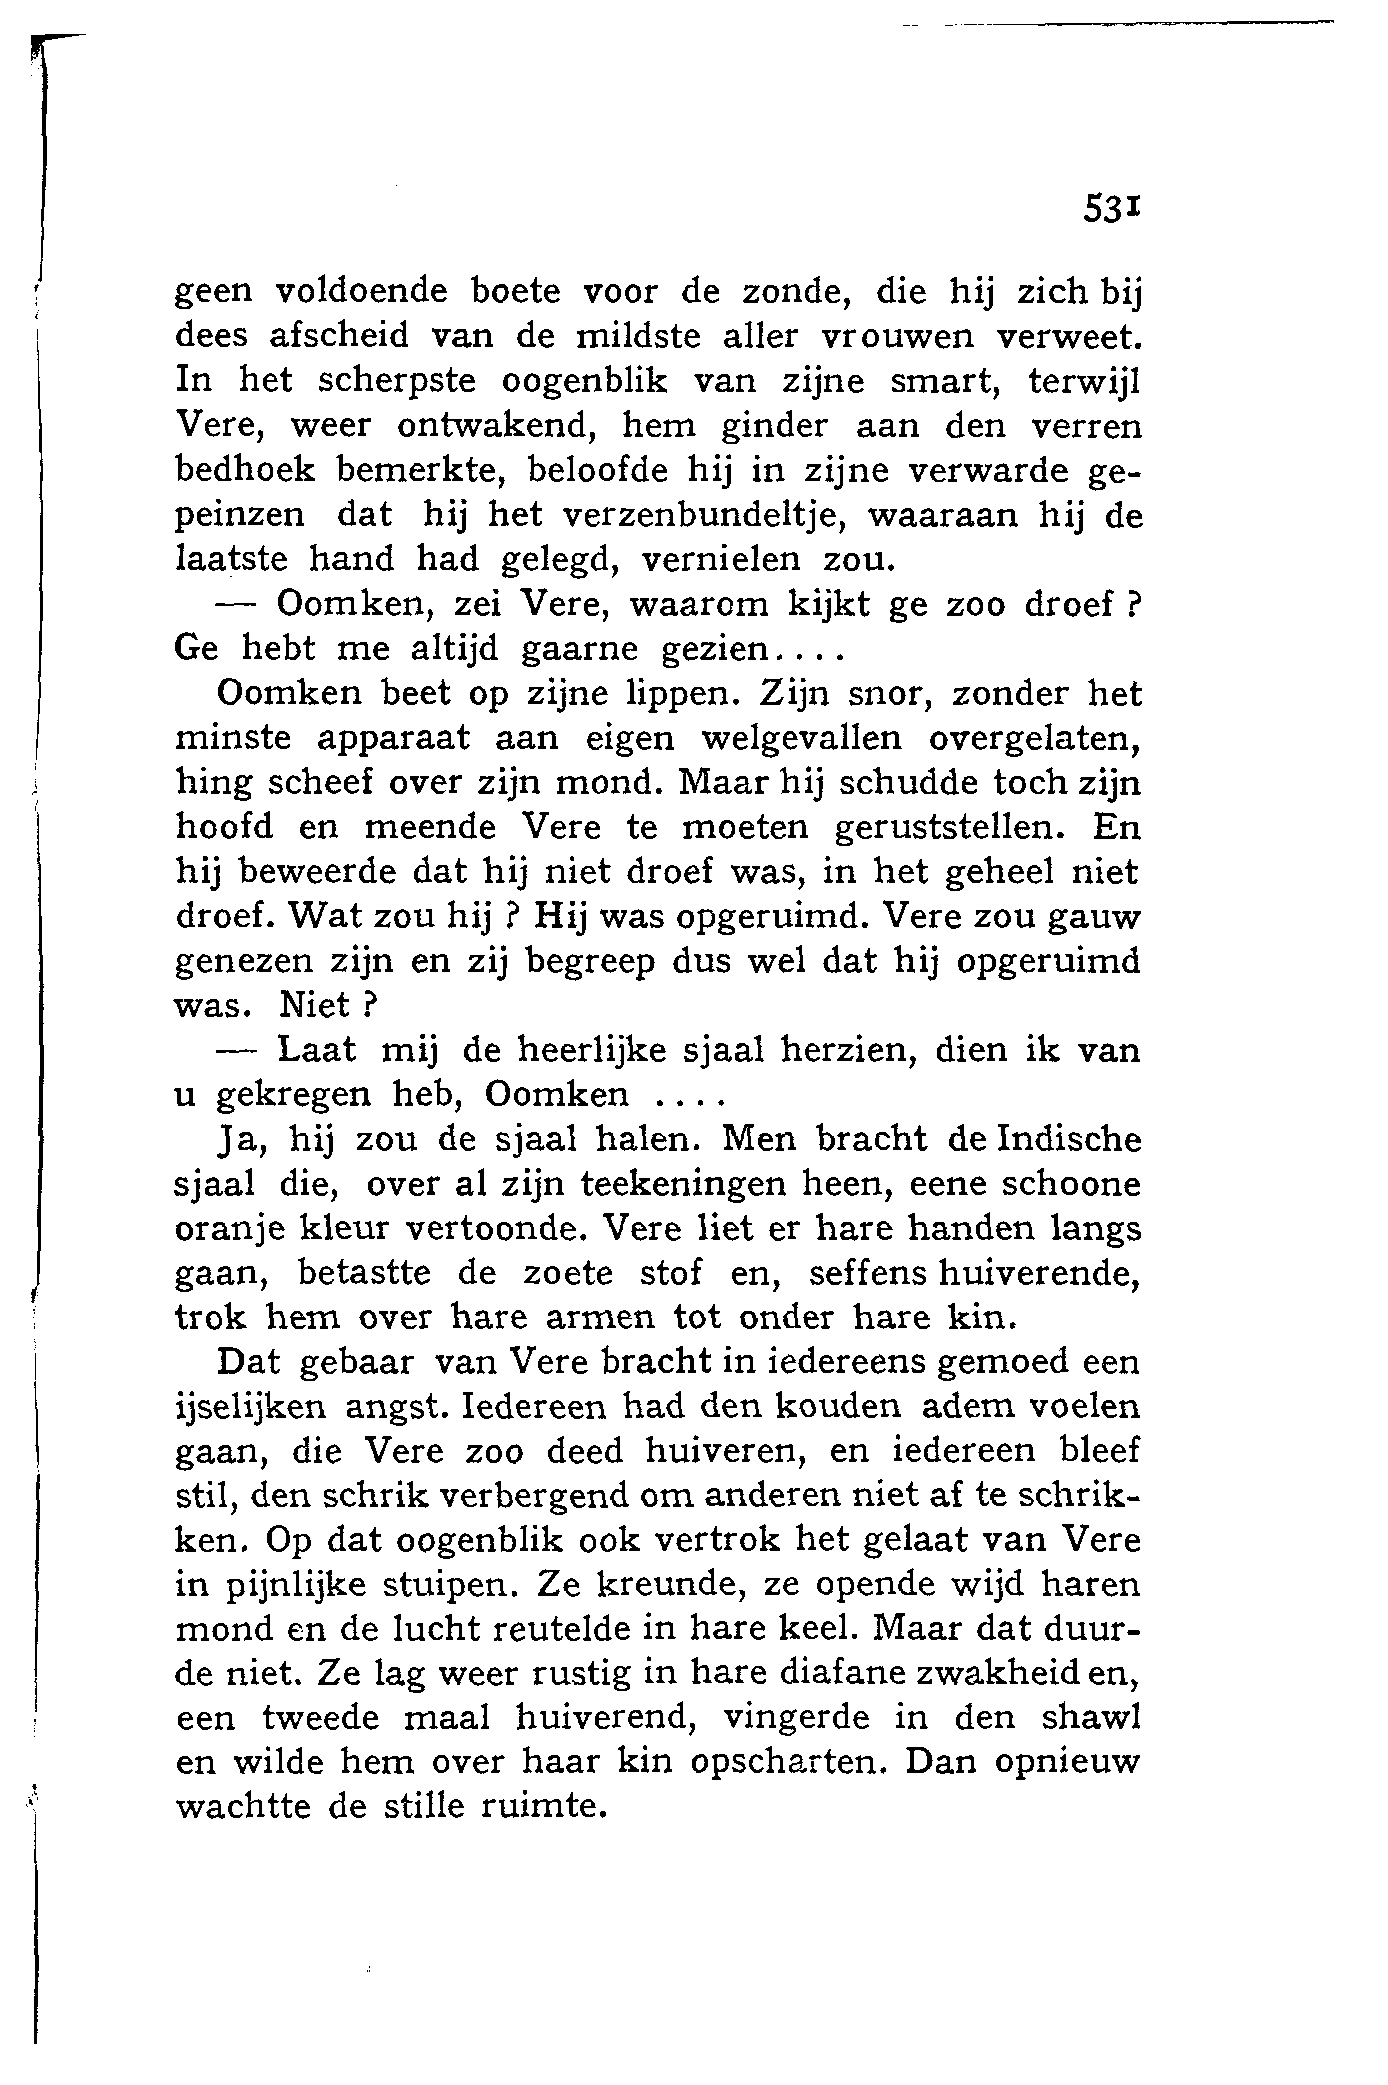 531
geen voldoende boete voor de zonde, die hij zich bij
dees afscheid van de mildste aller vrouwen verweet.
In het scherpste oogenblik van zijne smart, terwijl
Vere, weer ontwakend, hem ginder aan den verren
bedhoek bemerkte, beloofde hij in zijne verwarde ge-
peinzen dat hij het verzenbundeltje, waaraan hij de
laatste hand had gelegd, vernielen zou.
— Oomken, zei Vere, waarom kijkt ge zoo droef ?
Ge hebt me altijd gaarne gezien....
Oomken beet op zijne lippen. Zijn snor, zonder het
minste apparaat aan eigen welgevallen overgelaten,
hing scheef over zijn mond. Maar hij schudde toch zijn
hoofd en meende Vere te moeten geruststellen. En
hij beweerde dat hij niet droef was, in het geheel niet
droef. Wat zou hij ? Hij was opgeruimd. Vere zou gauw
genezen zijn en zij begreep dus wel dat hij opgeruimd
was. Niet ?
— Laat mij de heerlijke sjaal herzien, dien ik van
u gekregen heb, Oomken ....
Ja, hij zou de sjaal halen. Men bracht de Indische
sjaal die, over al zijn teekeningen heen, eene schoone
oranje kleur vertoonde. Vere liet er hare handen langs
gaan, betastte de zoete stof en, seffens huiverende,
trok hem over hare armen tot onder hare kin.
Dat gebaar van Vere bracht in iedereens gemoed een
ijselijken angst. Iedereen had den kouden adem voelen
gaan, die Vere zoo deed huiveren, en iedereen bleef
stil, den schrik verbergend om anderen niet af te schrik-
ken. Op dat oogenblik ook vertrok het gelaat van Vere
in pijnlijke stuipen. Ze kreunde, ze opende wijd haren
mond en de lucht reutelde in hare keel. Maar dat duur-
de niet. Ze lag weer rustig in hare diafane zwakheid en,
een tweede maal huiverend, vingerde in den shawl
en wilde hem over haar kin opscharten. Dan opnieuw
wachtte de stille ruimte.